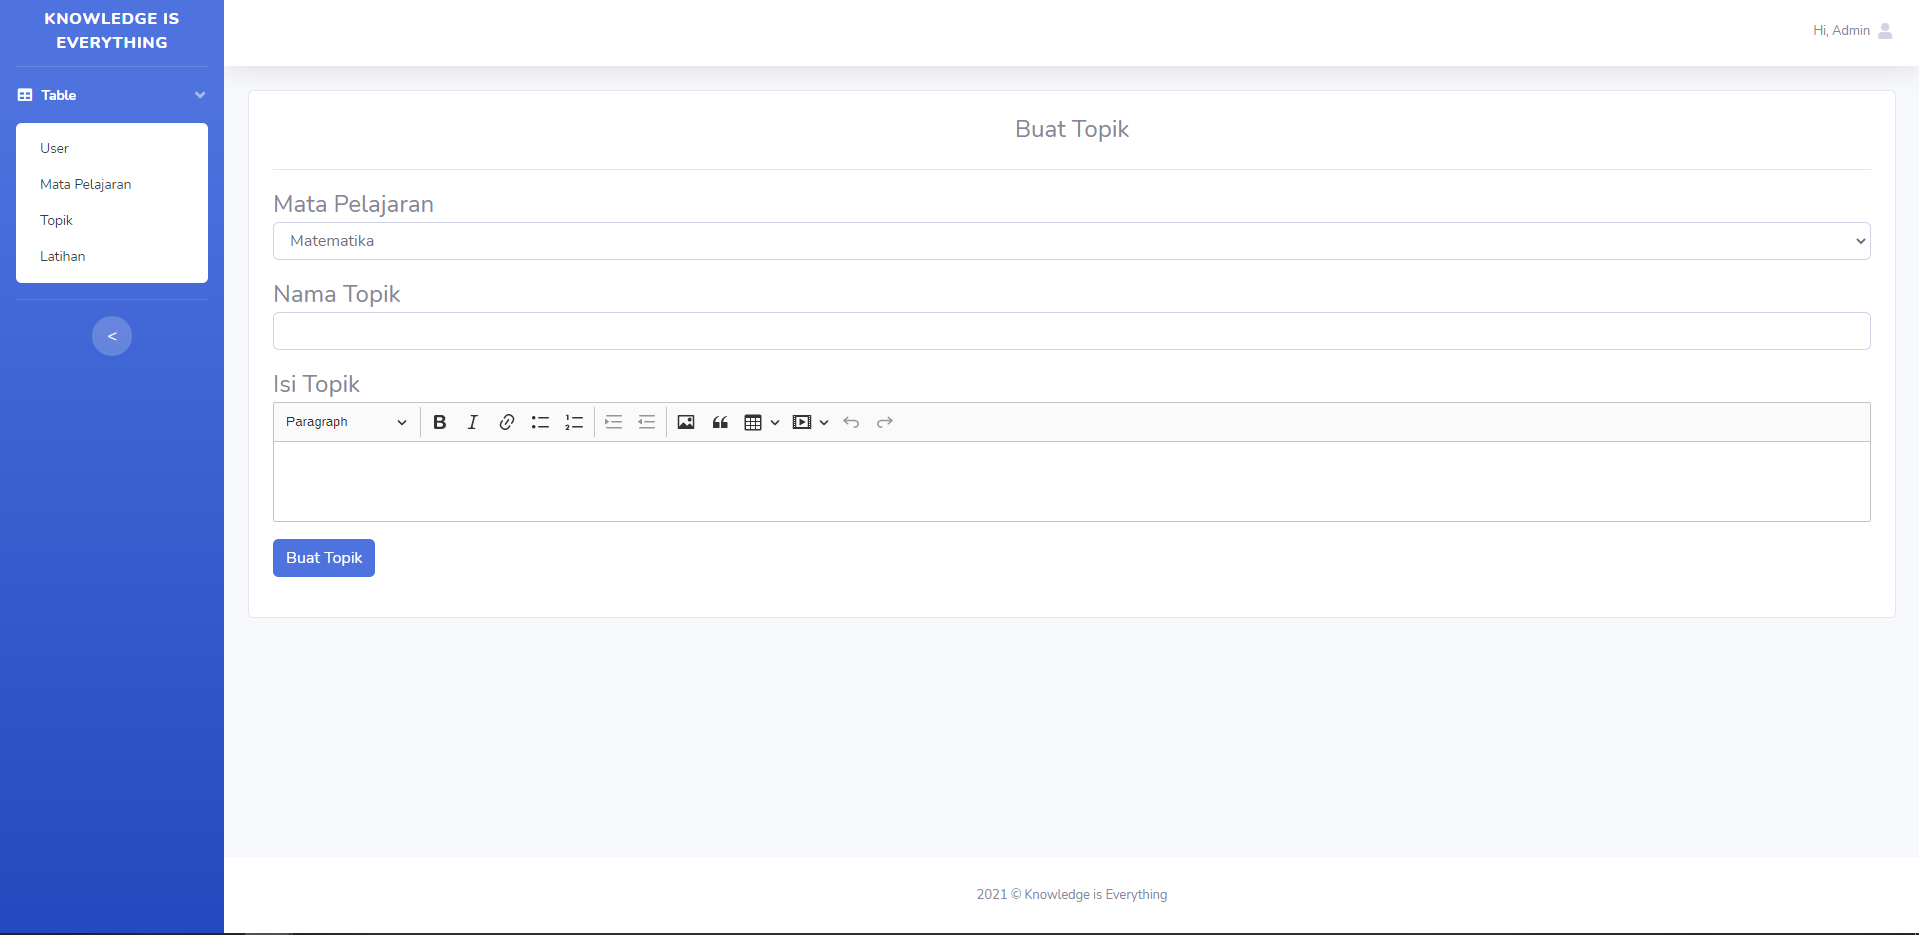 KNOWLEDGE IS
EVERYTHING
Table
User
Mata Pelajaran
Topik
Latihan
<
Hi, Admin
Buat Topik
Mata Pelajaran
Matematika
Nama Topik
Isi Topik
Paragraph
Buat Topik
2021 © Knowledge is Everything